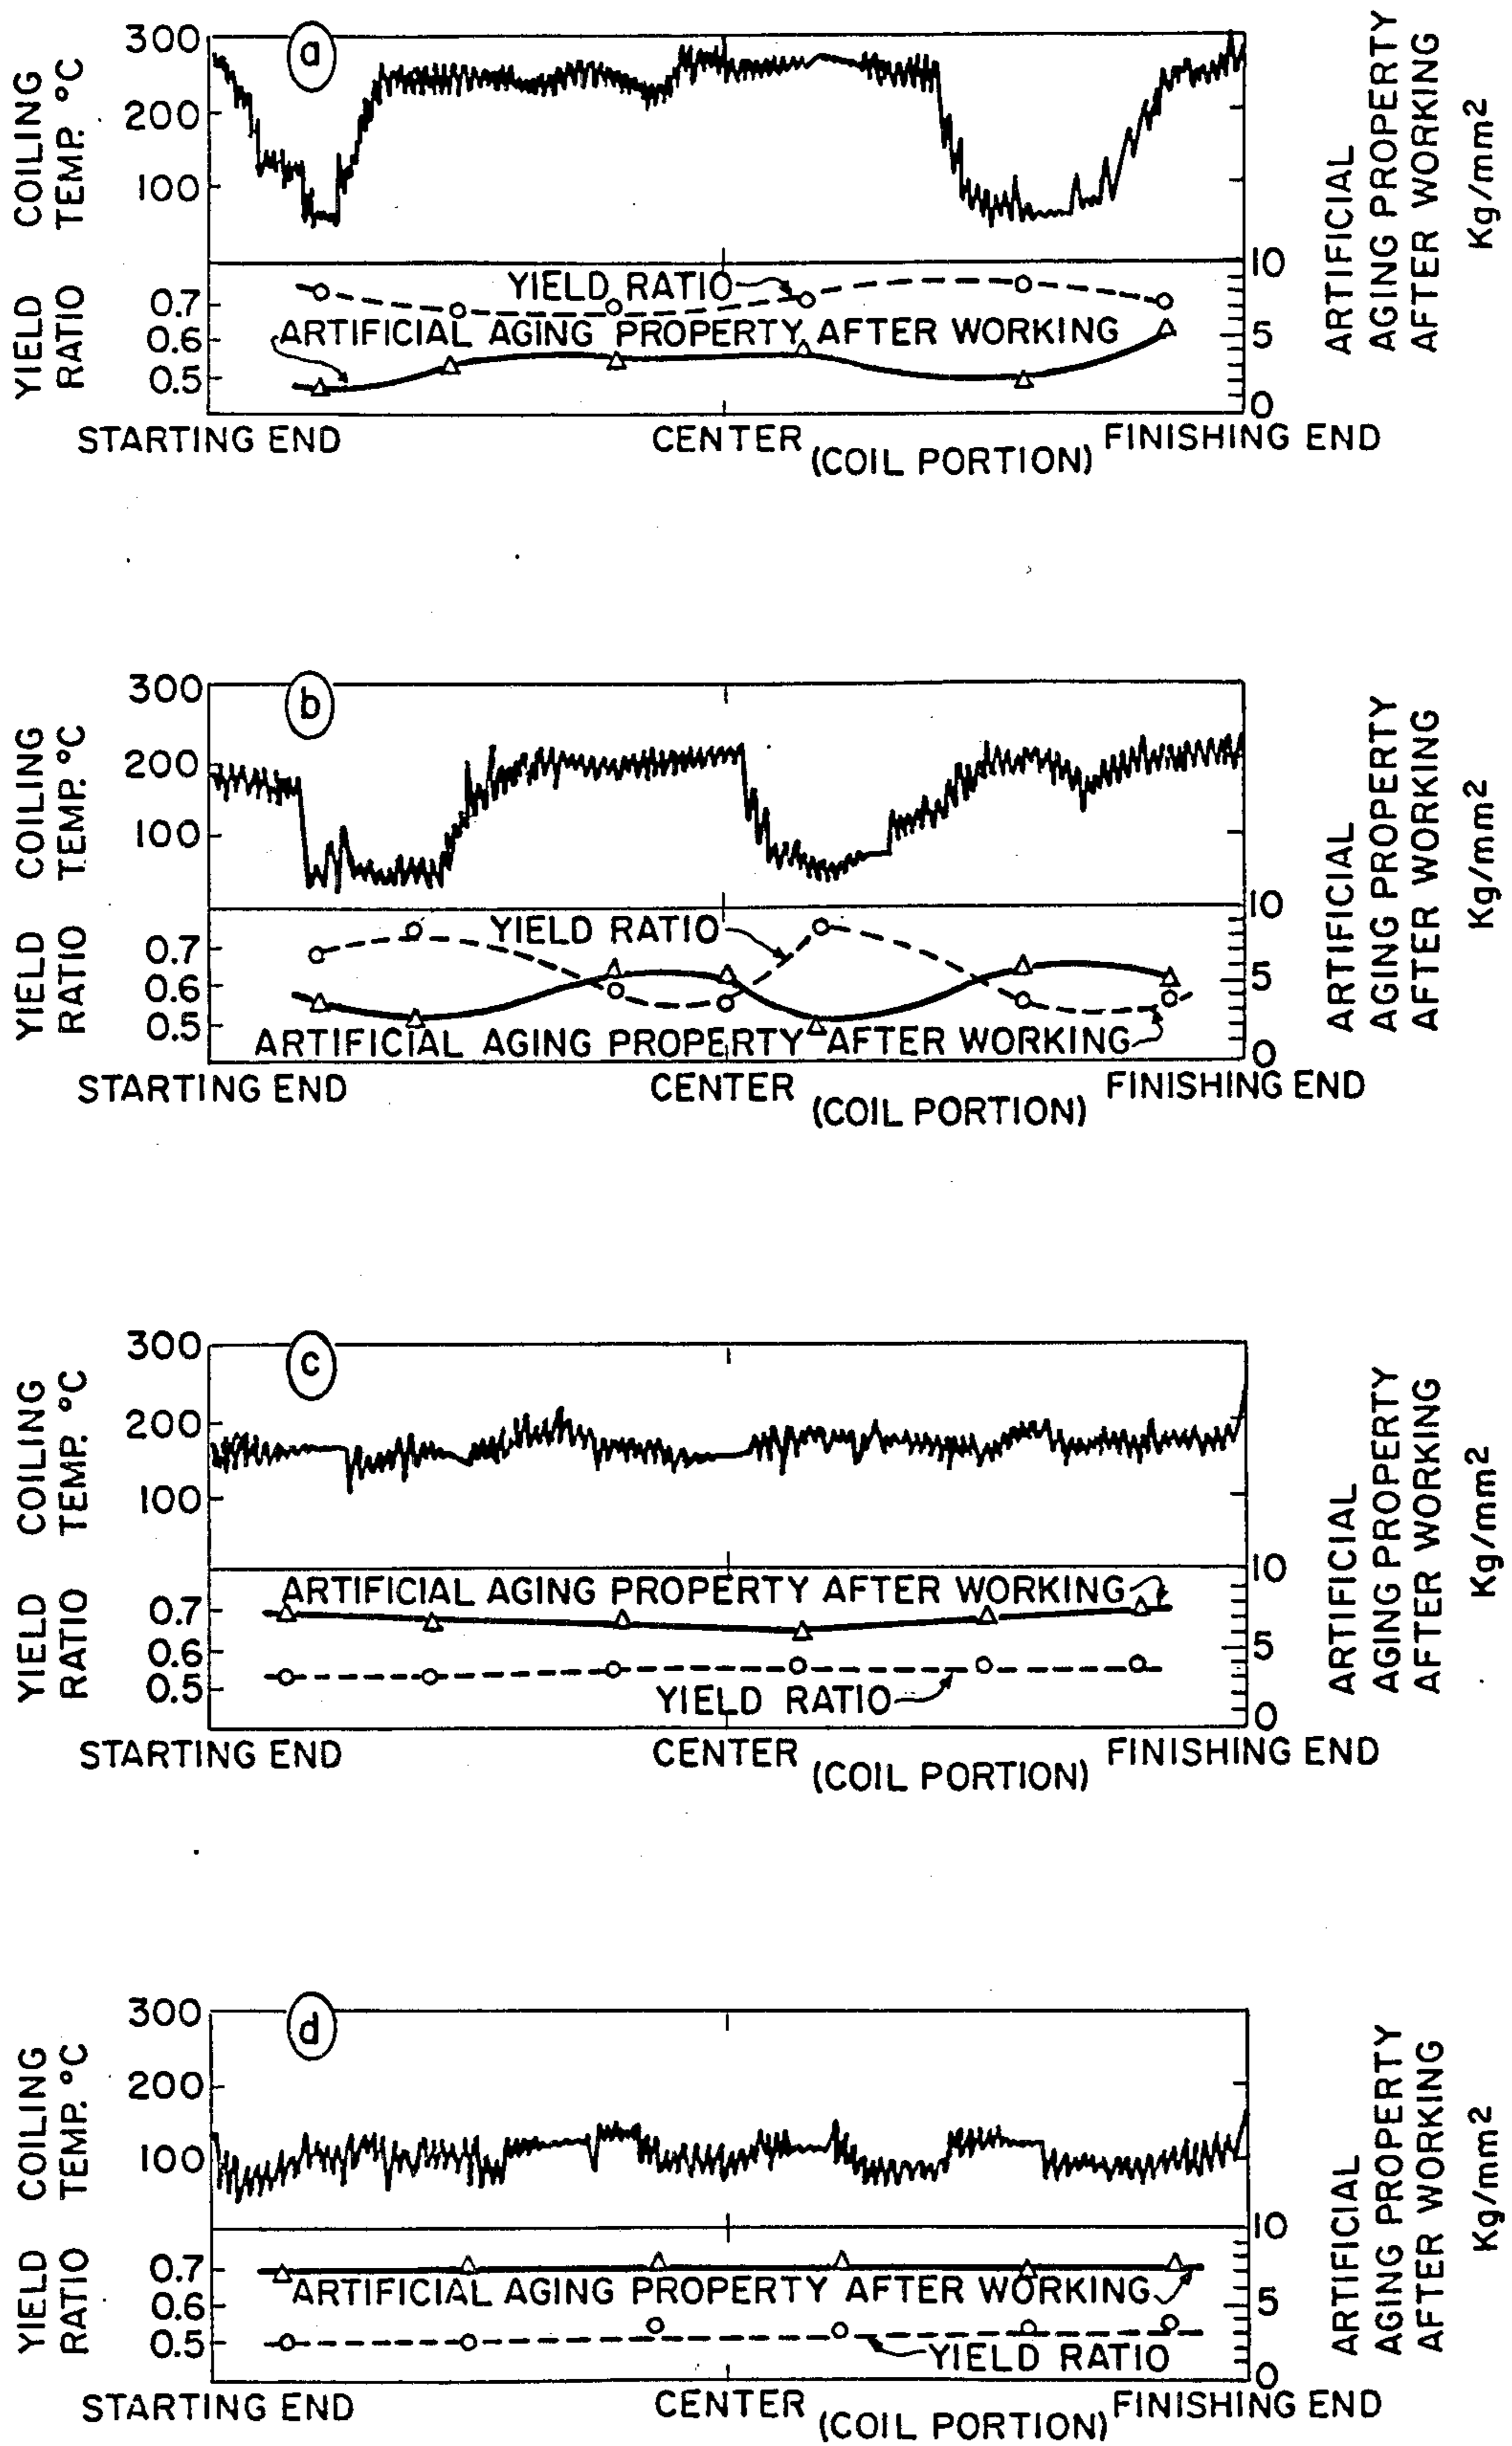 a
COILING
TEMP. °C
300
200
100
YIELD
RATIO
0.7
0.6
0.5
YIELD RATIO
ARTIFICIAL AGING PROPERTY AFTER WORKING
10
5
0
ARTIFICIAL
AGING PROPERTY
AFTER WORKING
Kg/mm2
STARTING END
CENTER
(COIL PORTION)
FINISHING END
b
COILING
TEMP. °C
300
200
100
YIELD
RATIO
0.7
0.6
0.5
YIELD RATIO
ARTIFICIAL AGING PROPERTY AFTER WORKING
10
5
0
ARTIFICIAL
AGING PROPERTY
AFTER WORKING
Kg/mm2
STARTING END
CENTER
(COIL PORTION)
FINISHING END
c
COILING
TEMP. °C
300
200
100
YIELD
RATIO
0.7
0.6
0.5
ARTIFICIAL AGING PROPERTY AFTER WORKING
YIELD RATIO
10
5
0
ARTIFICIAL
AGING PROPERTY
AFTER WORKING
Kg/mm2
STARTING END
CENTER
(COIL PORTION)
FINISHING END
d
COILING
TEMP. °C
300
200
100
YIELD
RATIO
0.7
0.6
0.5
ARTIFICIAL AGING PROPERTY AFTER WORKING
YIELD RATIO
10
5
0
ARTIFICIAL
AGING PROPERTY
AFTER WORKING
Kg/mm2
STARTING END
CENTER
(COIL PORTION)
FINISHING END